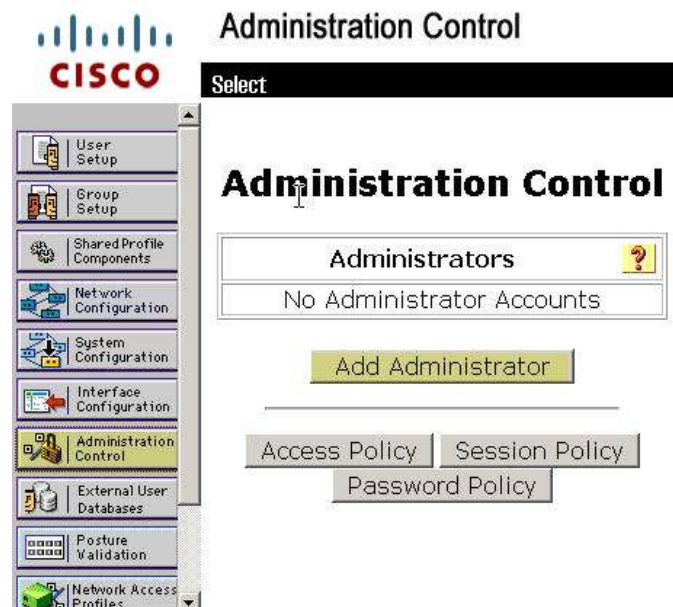 CISCO
Administration Control
Select
User
Setup
Group
Setup
Shared Profile
Components
Network
Configuration
System
Configuration
Interface
Configuration
Administration
Control
External User
Databases
Posture
Validation
Network Access
Profiles
Administration Control
Administrators
?
No Administrator Accounts
Add Administrator
Access Policy
Session Policy
Password Policy